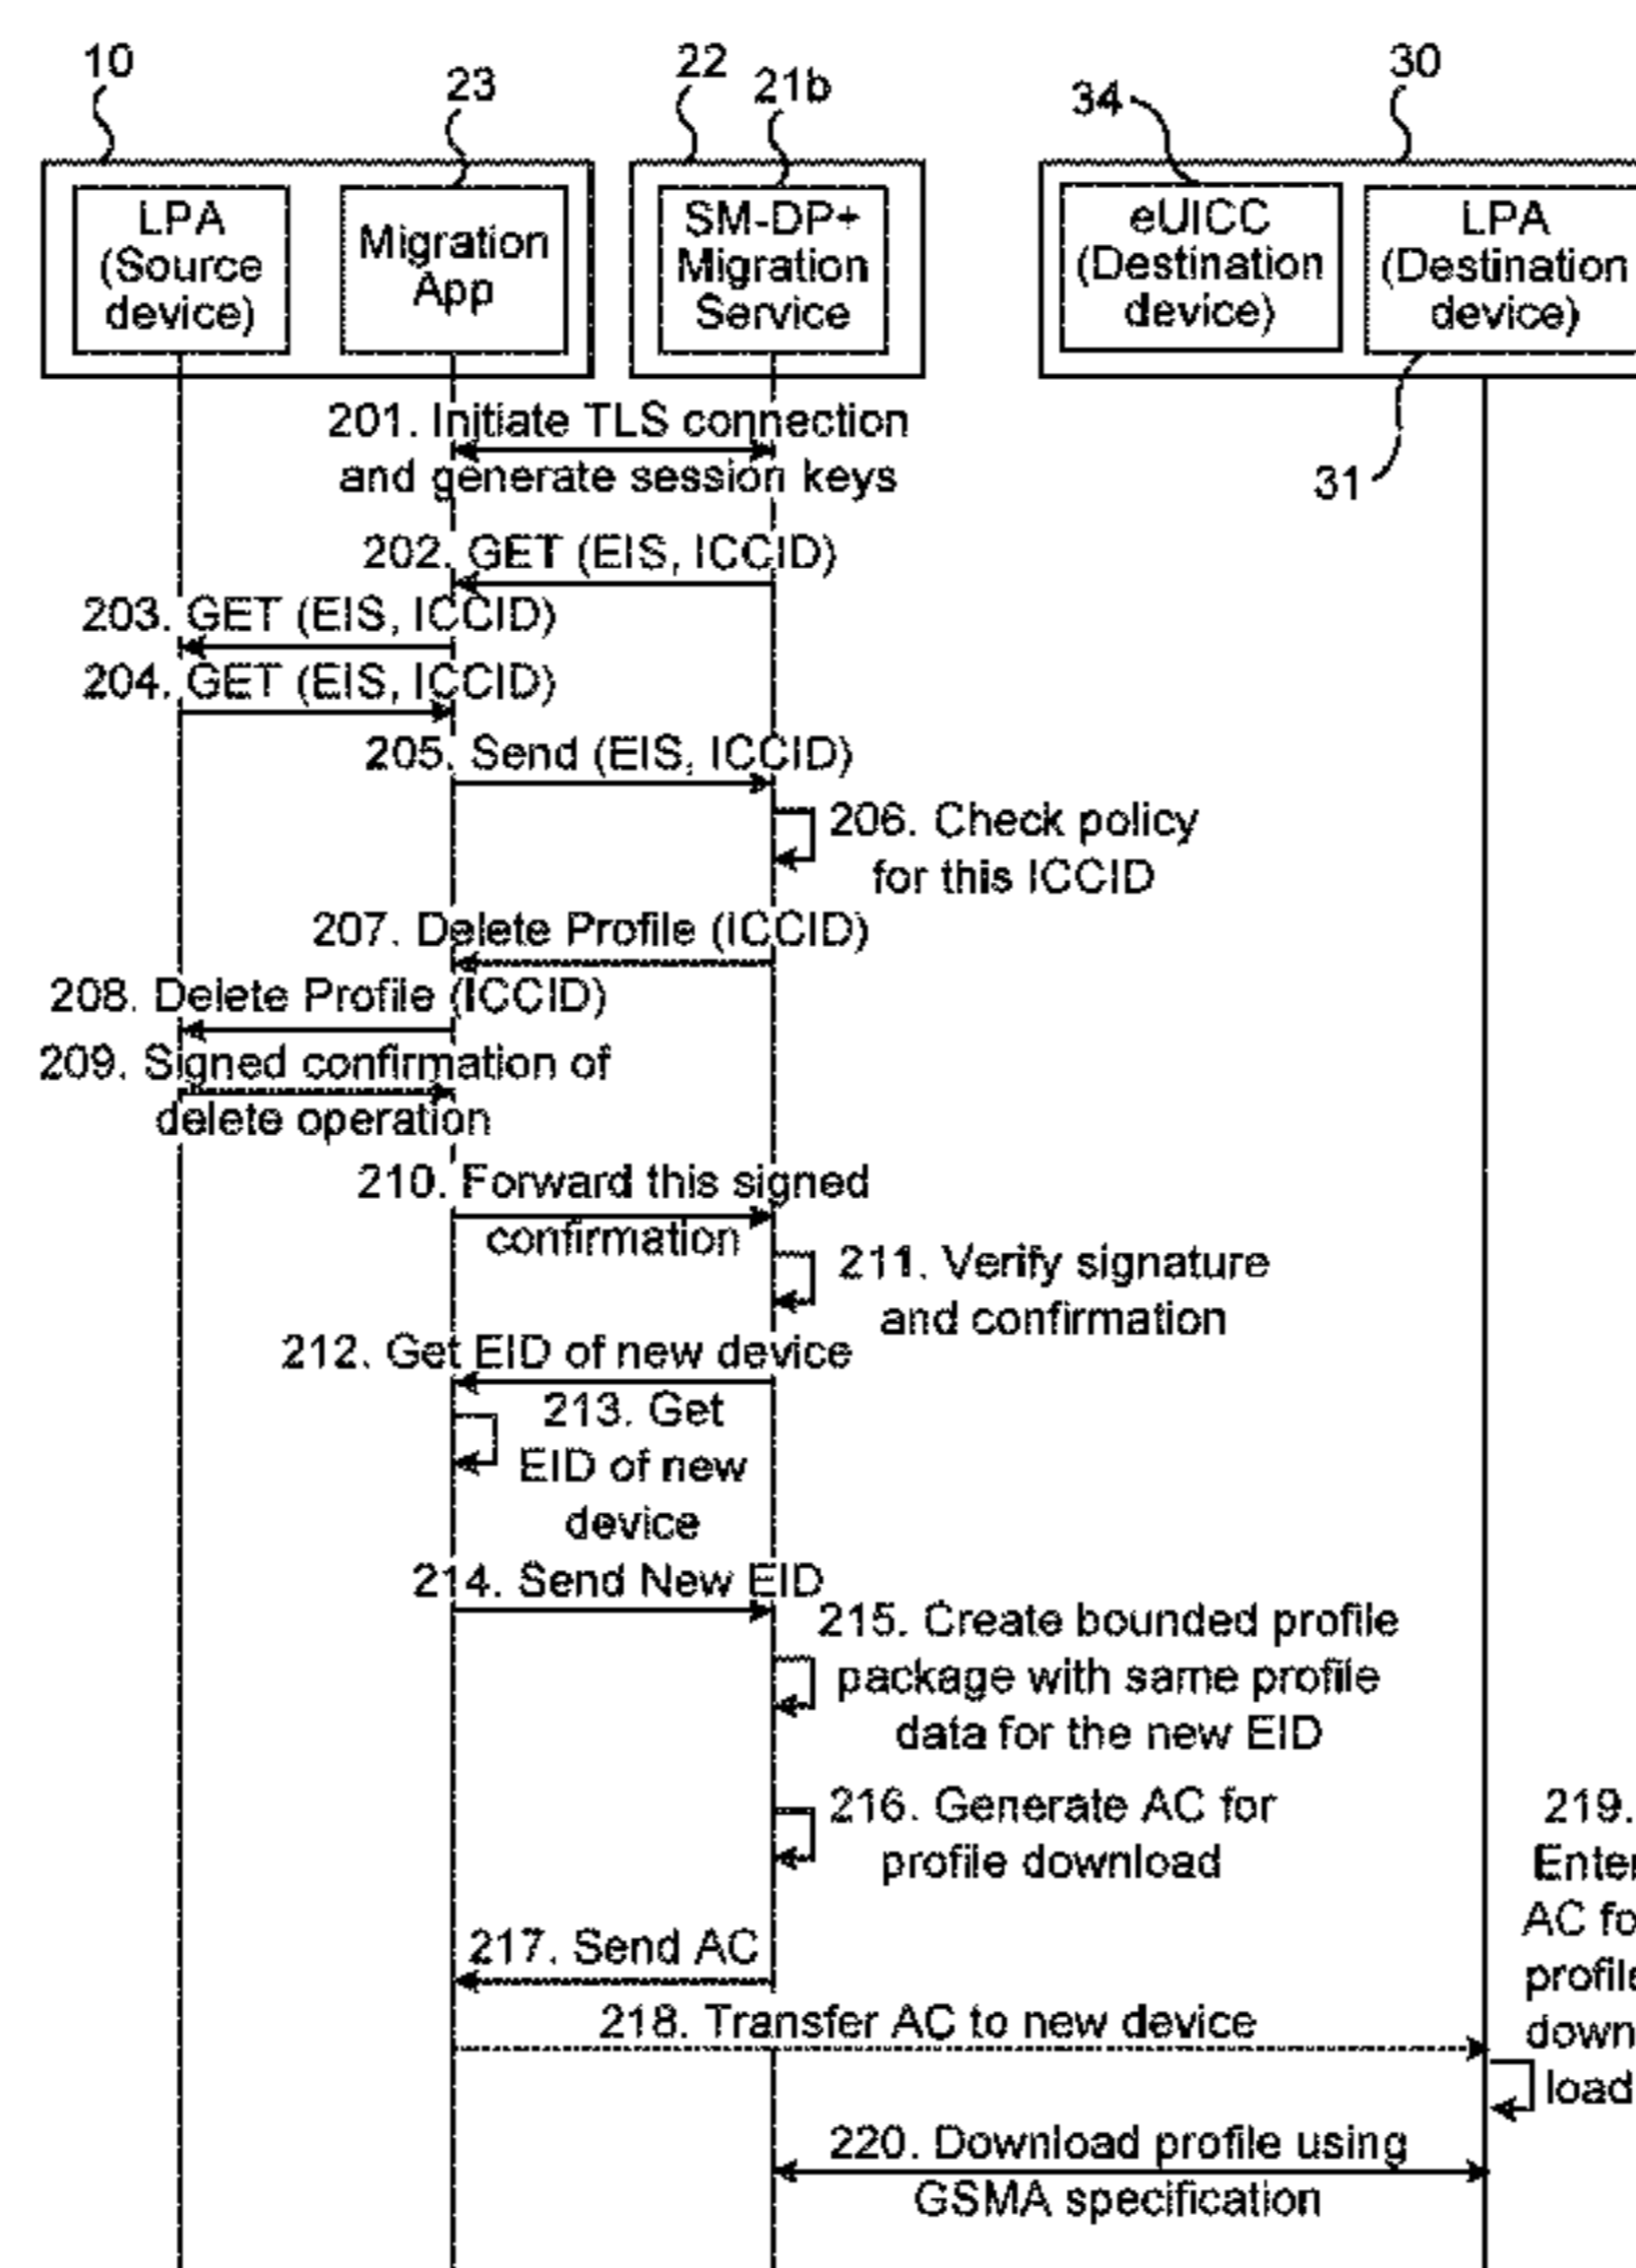 10
23
22
21b
34
30
LPA
(Source
device)
Migration
App
SM-DP+
Migration
Service
eUICC
(Destination
device)
LPA
(Destination
device)
31
201. Initiate TLS connection
and generate session keys
202. GET (EIS, ICCID)
203. GET (EIS, ICCID)
204. GET (EIS, ICCID)
205. Send (EIS, ICCID)
206. Check policy
for this ICCID
207. Delete Profile (ICCID)
208. Delete Profile (ICCID)
209. Signed confirmation of
delete operation
210. Forward this signed
confirmation
211. Verify signature
and confirmation
212. Get EID of new device
213. Get
EID of new
device
214. Send New EID
215. Create bounded profile
package with same profile
data for the new EID
216. Generate AC for
profile download
217. Send AC
218. Transfer AC to new device
219.
Enter
AC fo
profile
down
load
220. Download profile using
GSMA specification